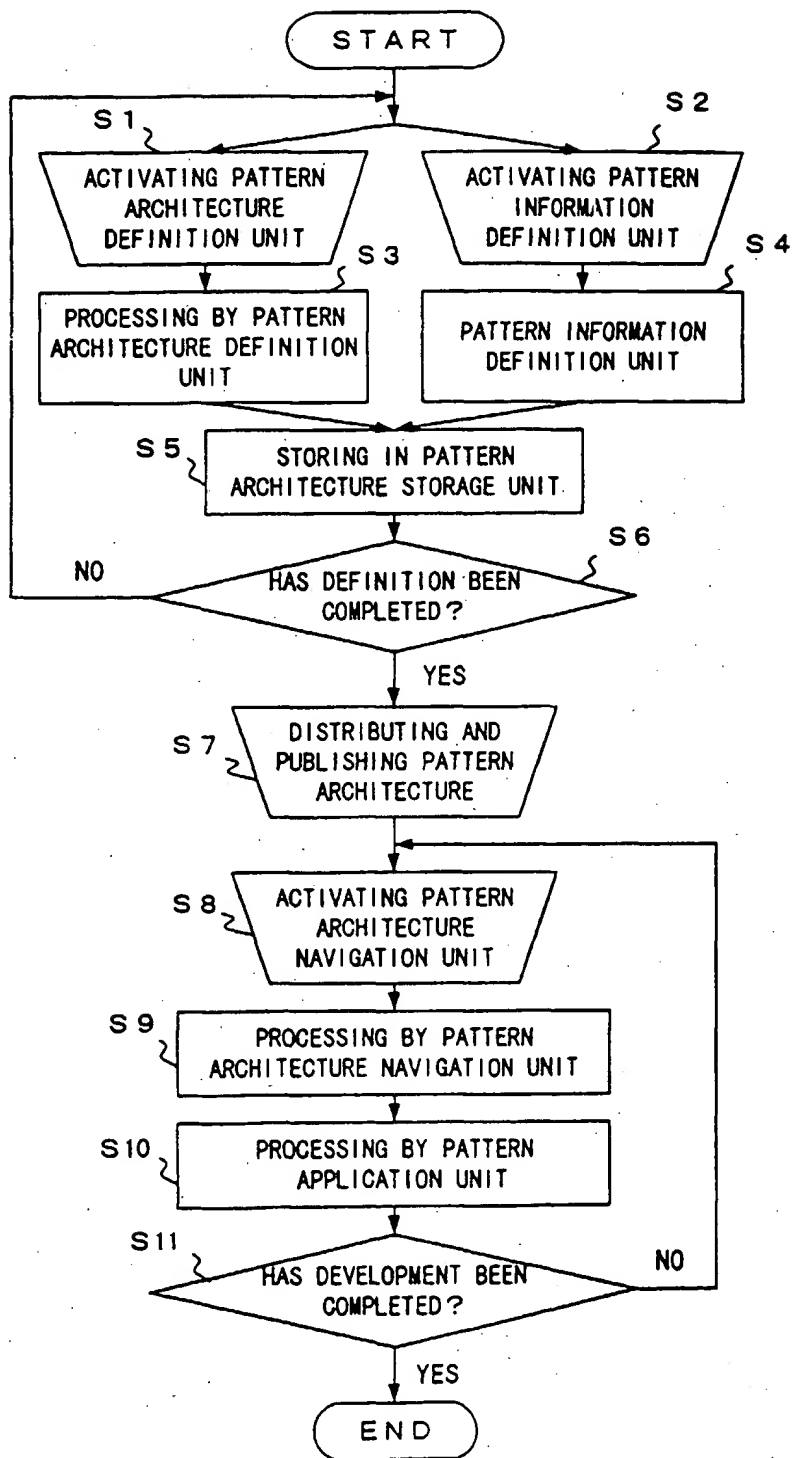 START
S1
S2
ACTIVATING PATTERN
ARCHITECTURE
DEFINITION UNIT
ACTIVATING PATTERN
INFORMATION
DEFINITION UNIT
S3
S4
PROCESSING BY PATTERN
ARCHITECTURE DEFINITION
UNIT
PATTERN INFORMATION
DEFINITION UNIT
S5
STORING IN PATTERN
ARCHITECTURE STORAGE UNIT
S6
NO
HAS DEFINITION BEEN
COMPLETED?
YES
S7
DISTRIBUTING AND
PUBLISHING PATTERN
ARCHITECTURE
S8
ACTIVATING PATTERN
ARCHITECTURE
NAVIGATION UNIT
S9
PROCESSING BY PATTERN
ARCHITECTURE NAVIGATION UNIT
S10
PROCESSING BY PATTERN
APPLICATION UNIT
S11
HAS DEVELOPMENT BEEN
COMPLETED?
NO
YES
END